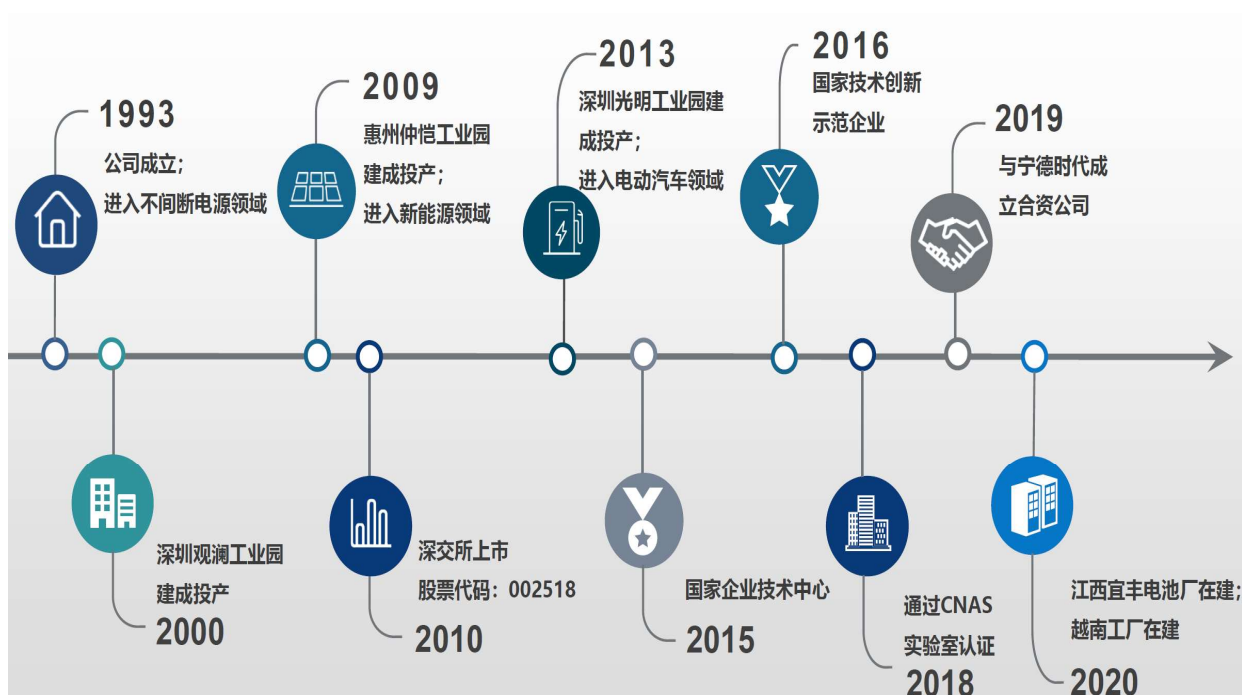 1993
公司成立；
进入不间断电源领域
2009
惠州仲恺工业园
建成投产；
进入新能源领域
2013
深圳光明工业园建
成投产；
进入电动汽车领域
2016
国家技术创新
示范企业
2019
与宁德时代成
立合资公司
深圳观澜工业园
建成投产
2000
深交所上市
股票代码：002518
2010
国家企业技术中心
2015
通过CNAS
实验室认证
2018
江西宜丰电池厂在建；
越南工厂在建
2020